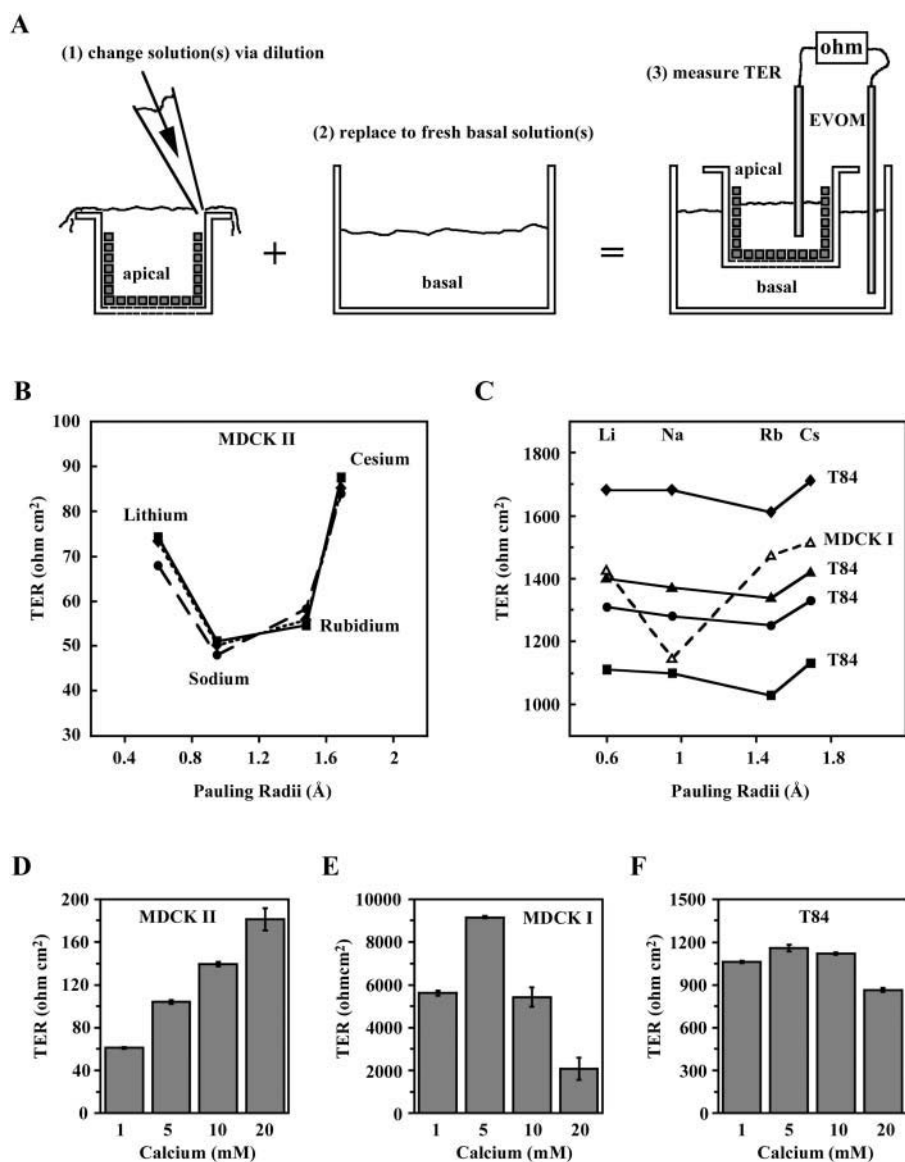 A
(1) change solution(s) via dilution
apical
+
(2) replace to fresh basal solution(s)
basal
=
(3) measure TER
ohm
EVOM
apical
basal
B
MDCK II
TER (ohm cm²)
100
90
80
70
60
50
40
30
Lithium
Sodium
Rubidium
Cesium
0.4 0.8 1.2 1.6 2
Pauling Radii (Å)
C
Li Na Rb Cs
TER (ohm cm²)
1800
1600
1400
1200
1000
T84
MDCK I
T84
T84
T84
0.6 1 1.4 1.8
Pauling Radii (Å)
D
MDCK II
TER (ohm cm²)
200
160
120
80
40
0
1 5 10 20
Calcium (mM)
E
MDCK I
TER (ohmcm²)
10000
8000
6000
4000
2000
0
1 5 10 20
Calcium (mM)
F
T84
TER (ohm cm²)
1500
1200
900
600
300
0
1 5 10 20
Calcium (mM)